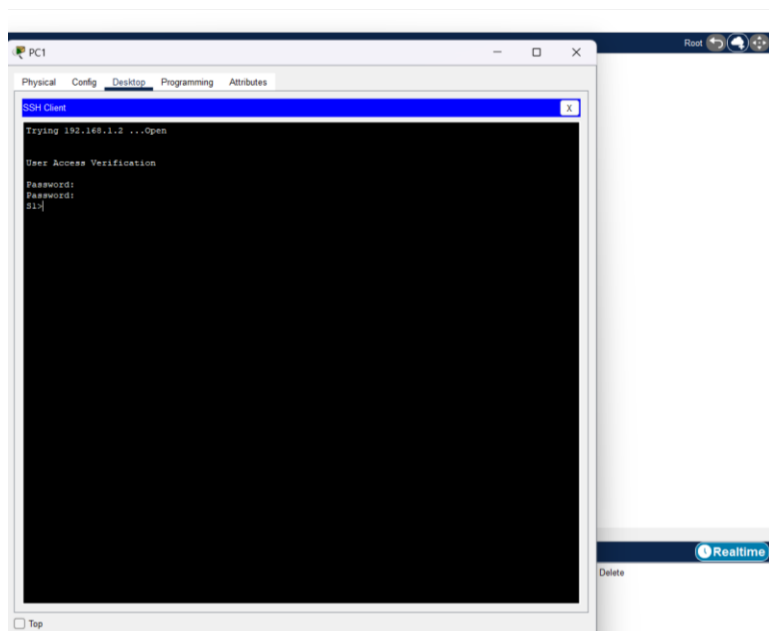 Root
PC1
Physical Config Desktop Programming Attributes
SSH Client
X
Trying 192.168.1.2 ...Open
User Access Verification
Password:
Password:
S1>
Realtime
Delete
Top